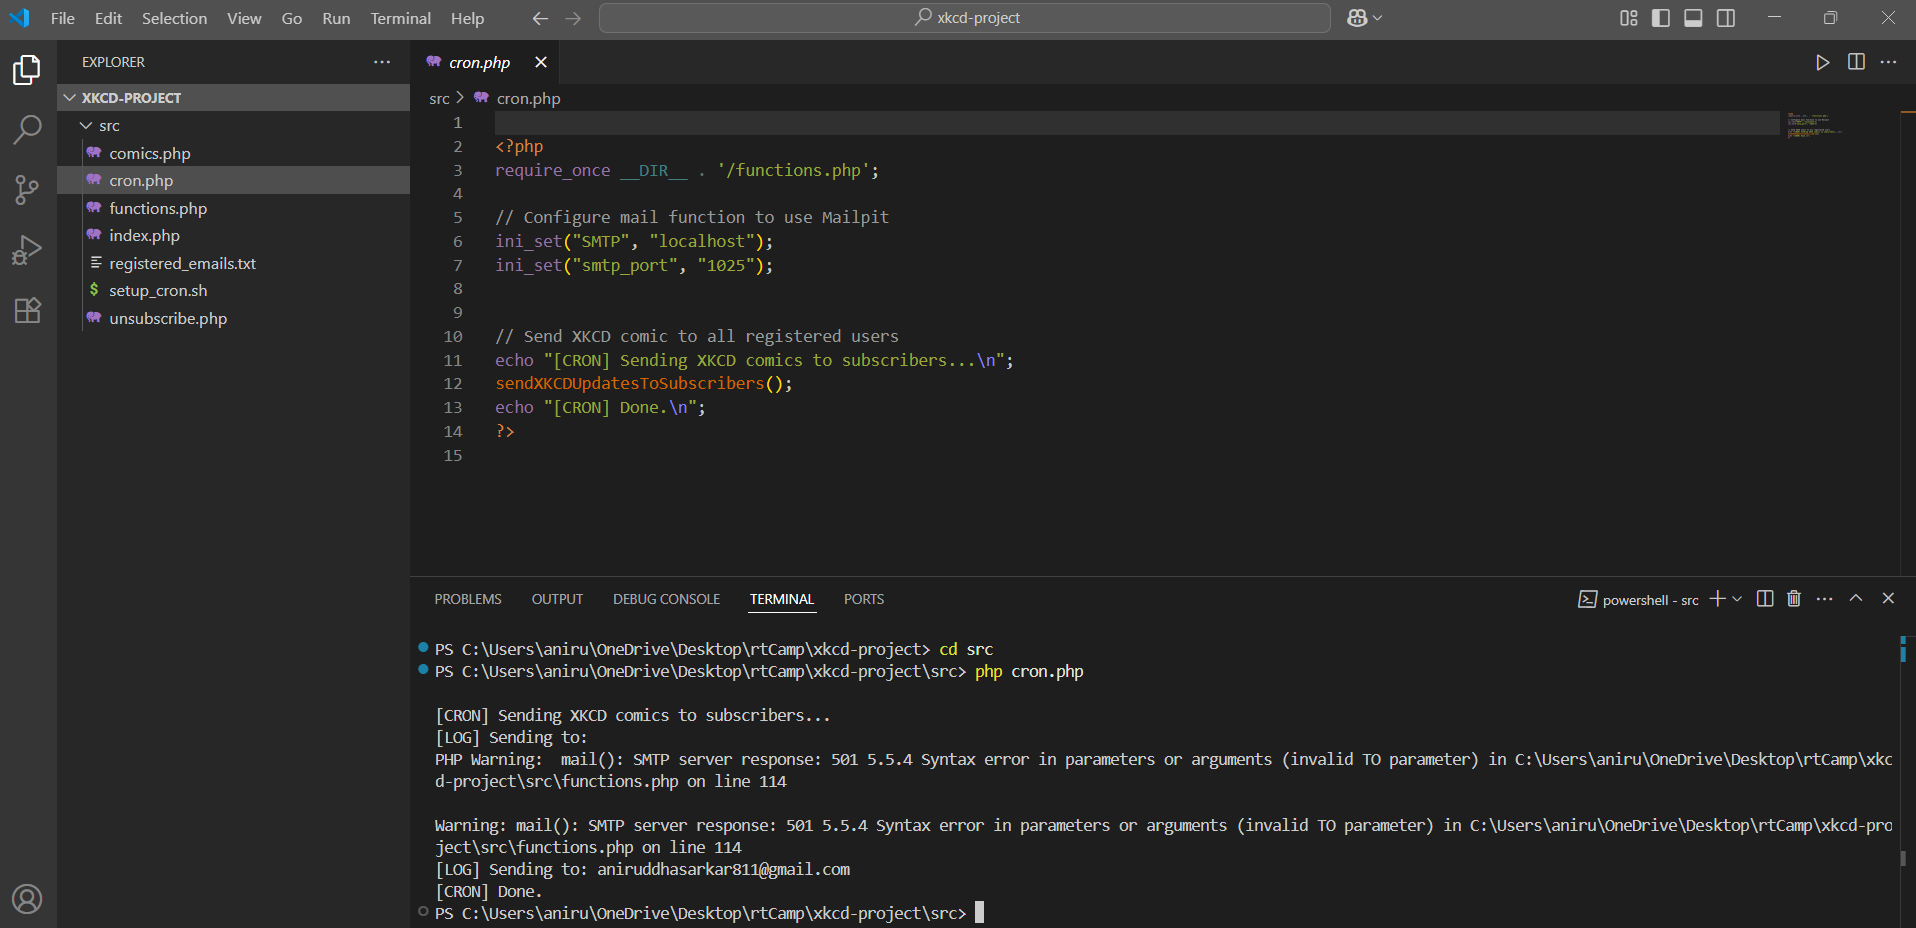 File Edit Selection View Go Run Terminal Help
xkcd-project
EXPLORER
XKCD-PROJECT
src
comics.php
cron.php
functions.php
index.php
registered_emails.txt
setup_cron.sh
unsubscribe.php
cron.php
src > cron.php
1
2 <?php
3 require_once __DIR__ . '/functions.php';
4
5 // Configure mail function to use Mailpit
6 ini_set("SMTP", "localhost");
7 ini_set("smtp_port", "1025");
8
9
10 // Send XKCD comic to all registered users
11 echo "[CRON] Sending XKCD comics to subscribers...\n";
12 sendXKCDUpdatesToSubscribers();
13 echo "[CRON] Done.\n";
14 ?>
15
PROBLEMS OUTPUT DEBUG CONSOLE TERMINAL PORTS
powershell - src
PS C:\Users\aniru\OneDrive\Desktop\rtCamp\xkcd-project> cd src
PS C:\Users\aniru\OneDrive\Desktop\rtCamp\xkcd-project\src> php cron.php
[CRON] Sending XKCD comics to subscribers...
[LOG] Sending to:
PHP Warning:  mail(): SMTP server response: 501 5.5.4 Syntax error in parameters or arguments (invalid TO parameter) in C:\Users\aniru\OneDrive\Desktop\rtCamp\xkc
d-project\src\functions.php on line 114
Warning: mail(): SMTP server response: 501 5.5.4 Syntax error in parameters or arguments (invalid TO parameter) in C:\Users\aniru\OneDrive\Desktop\rtCamp\xkcd-pro
ject\src\functions.php on line 114
[LOG] Sending to: aniruddhasarkar811@gmail.com
[CRON] Done.
PS C:\Users\aniru\OneDrive\Desktop\rtCamp\xkcd-project\src>